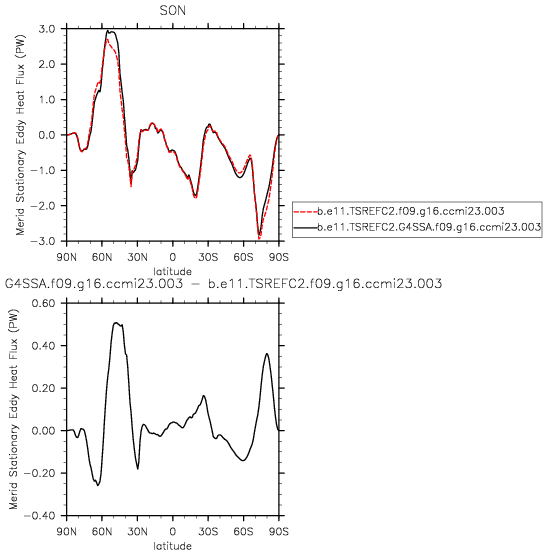 SON
Merid Stationary Eddy Heat Flux (PW)
3.0
2.0
1.0
0.0
−1.0
−2.0
−3.0
90N 60N 30N 0 30S 60S 90S
latitude
b.e11.TSREFC2.f09.g16.ccmi23.003
b.e11.TSREFC2.G4SSA.f09.g16.ccmi23.003
G4SSA.f09.g16.ccmi23.003 − b.e11.TSREFC2.f09.g16.ccmi23.003
Merid Stationary Eddy Heat Flux (PW)
0.60
0.40
0.20
0.00
−0.20
−0.40
90N 60N 30N 0 30S 60S 90S
latitude